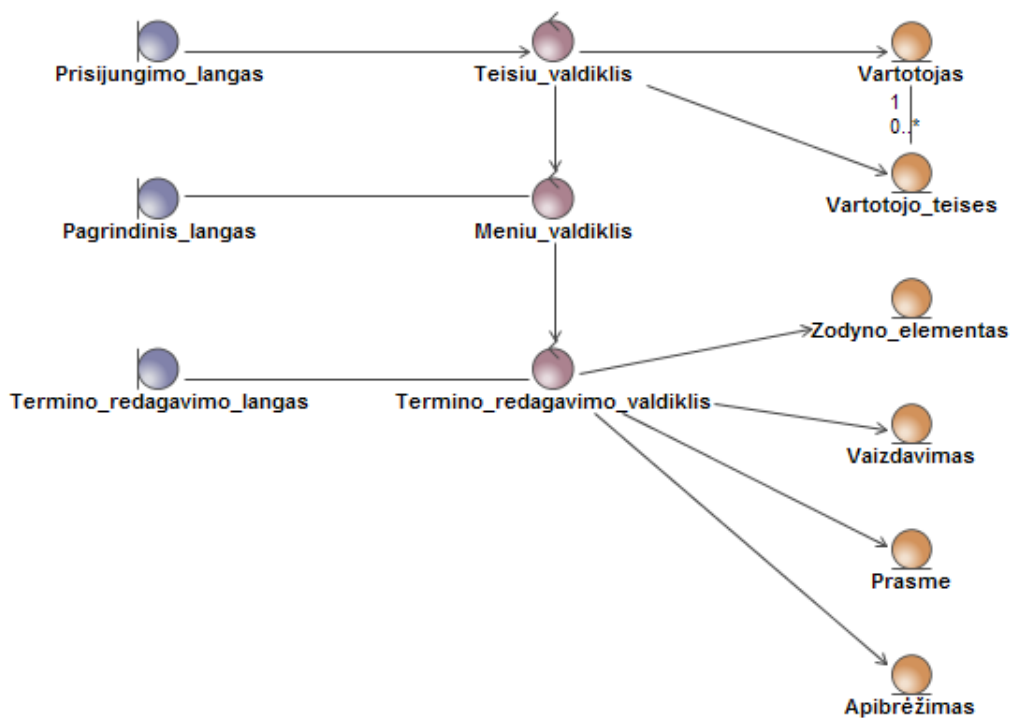 Prisijungimo_langas
Teisiu_valdiklis
Vartotojas
1
0..*
Vartotojo_teises
Pagrindinis_langas
Meniu_valdiklis
Zodyno_elementas
Termino_redagavimo_langas
Termino_redagavimo_valdiklis
Vaizdavimas
Prasme
Apibrėžimas